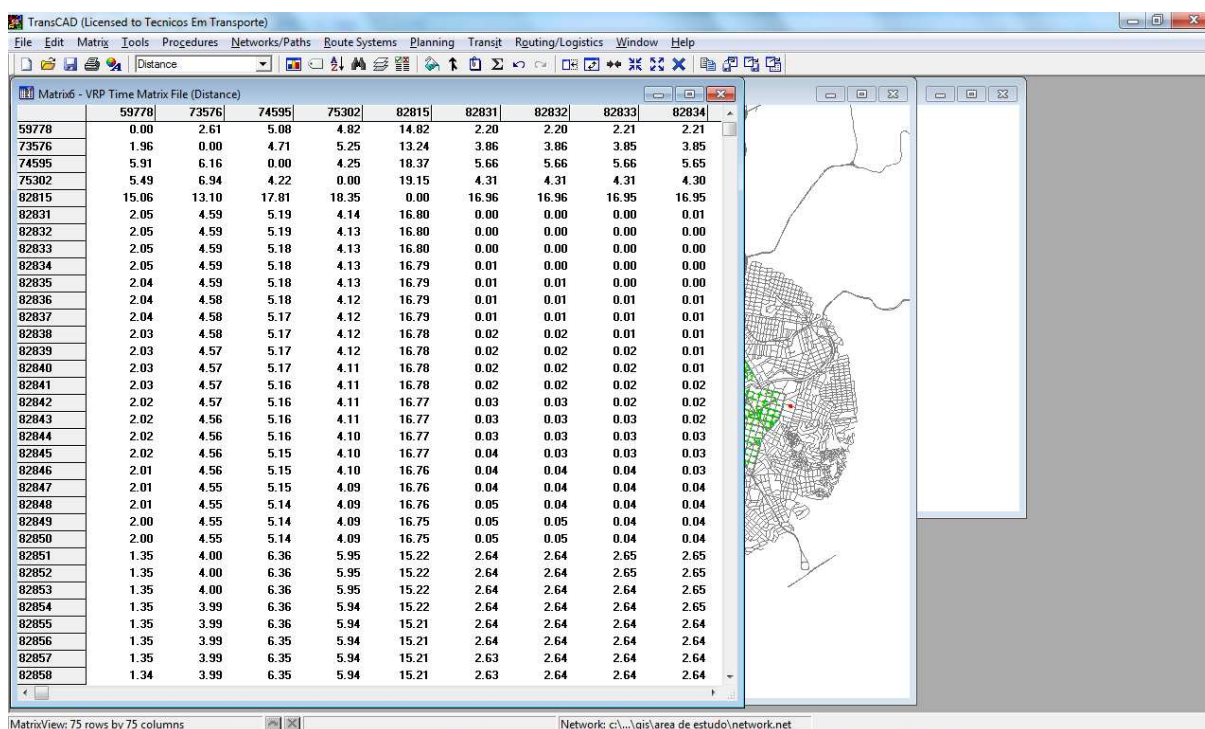 TransCAD (Licensed to Tecnicos Em Transporte)
File Edit Matrix Tools Procedures Networks/Paths Route Systems Planning Transit Routing/Logistics Window Help
Distance
Matrix6 - VRP Time Matrix File (Distance)
59778 73576 74595 75302 82815 82831 82832 82833 82834
59778 0.00 2.61 5.08 4.82 14.82 2.20 2.20 2.21 2.21
73576 1.96 0.00 4.71 5.25 13.24 3.86 3.86 3.85 3.85
74595 5.91 6.16 0.00 4.25 18.37 5.66 5.66 5.66 5.65
75302 5.49 6.94 4.22 0.00 19.15 4.31 4.31 4.31 4.30
82815 15.06 13.10 17.81 18.35 0.00 16.96 16.96 16.95 16.95
82831 2.05 4.59 5.19 4.14 16.80 0.00 0.00 0.00 0.01
82832 2.05 4.59 5.19 4.13 16.80 0.00 0.00 0.00 0.00
82833 2.05 4.59 5.18 4.13 16.80 0.00 0.00 0.00 0.00
82834 2.05 4.59 5.18 4.13 16.79 0.01 0.00 0.00 0.00
82835 2.04 4.59 5.18 4.13 16.79 0.01 0.01 0.00 0.00
82836 2.04 4.58 5.18 4.12 16.79 0.01 0.01 0.01 0.01
82837 2.04 4.58 5.17 4.12 16.79 0.01 0.01 0.01 0.01
82838 2.03 4.58 5.17 4.12 16.78 0.02 0.02 0.01 0.01
82839 2.03 4.57 5.17 4.12 16.78 0.02 0.02 0.02 0.01
82840 2.03 4.57 5.17 4.11 16.78 0.02 0.02 0.02 0.01
82841 2.03 4.57 5.16 4.11 16.78 0.02 0.02 0.02 0.02
82842 2.02 4.57 5.16 4.11 16.77 0.03 0.03 0.02 0.02
82843 2.02 4.56 5.16 4.11 16.77 0.03 0.03 0.03 0.02
82844 2.02 4.56 5.16 4.10 16.77 0.03 0.03 0.03 0.03
82845 2.02 4.56 5.15 4.10 16.77 0.04 0.03 0.03 0.03
82846 2.01 4.56 5.15 4.10 16.76 0.04 0.04 0.04 0.03
82847 2.01 4.55 5.15 4.09 16.76 0.04 0.04 0.04 0.04
82848 2.01 4.55 5.14 4.09 16.76 0.05 0.04 0.04 0.04
82849 2.00 4.55 5.14 4.09 16.75 0.05 0.05 0.04 0.04
82850 2.00 4.55 5.14 4.09 16.75 0.05 0.05 0.04 0.04
82851 1.35 4.00 6.36 5.95 15.22 2.64 2.64 2.65 2.65
82852 1.35 4.00 6.36 5.95 15.22 2.64 2.64 2.65 2.65
82853 1.35 4.00 6.36 5.95 15.22 2.64 2.64 2.64 2.65
82854 1.35 3.99 6.36 5.94 15.22 2.64 2.64 2.64 2.65
82855 1.35 3.99 6.36 5.94 15.21 2.64 2.64 2.64 2.64
82856 1.35 3.99 6.35 5.94 15.21 2.64 2.64 2.64 2.64
82857 1.35 3.99 6.35 5.94 15.21 2.63 2.64 2.64 2.64
82858 1.34 3.99 6.35 5.94 15.21 2.63 2.64 2.64 2.64
MatrixView: 75 rows by 75 columns Network: c:\...\gis\area de estudo\network.net